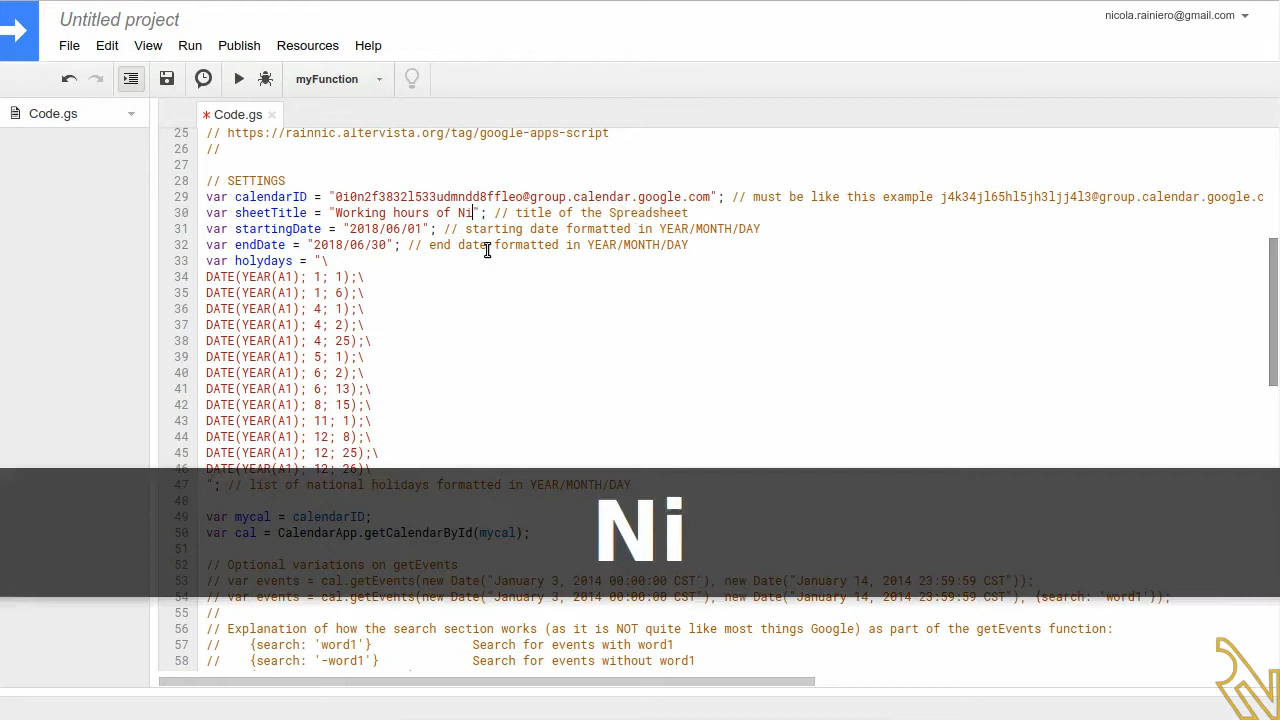 Untitled project
nicola.rainiero@gmail.com
File Edit View Run Publish Resources Help
myFunction
Code.gs
Code.gs
25 // https://rainnic.altervista.org/tag/google-apps-script
26 //
27
28 // SETTINGS
29 var calendarID = "0i0n2f3832l533udmndd8ffleo@group.calendar.google.com"; // must be like this example j4k34jl65hl5jh3ljj4l3@group.calendar.google.c
30 var sheetTitle = "Working hours of Ni"; // title of the Spreadsheet
31 var startingDate = "2018/06/01"; // starting date formatted in YEAR/MONTH/DAY
32 var endDate = "2018/06/30"; // end date formatted in YEAR/MONTH/DAY
33 var holydays = "\
34 DATE(YEAR(A1); 1; 1);\
35 DATE(YEAR(A1); 1; 6);\
36 DATE(YEAR(A1); 4; 1);\
37 DATE(YEAR(A1); 4; 2);\
38 DATE(YEAR(A1); 4; 25);\
39 DATE(YEAR(A1); 5; 1);\
40 DATE(YEAR(A1); 6; 2);\
41 DATE(YEAR(A1); 6; 13);\
42 DATE(YEAR(A1); 8; 15);\
43 DATE(YEAR(A1); 11; 1);\
44 DATE(YEAR(A1); 12; 8);\
45 DATE(YEAR(A1); 12; 25);\
46 DATE(YEAR(A1); 12; 26)\
47 "; // list of national holidays formatted in YEAR/MONTH/DAY
48
49 var mycal = calendarID;
50 var cal = CalendarApp.getCalendarById(mycal);
51
52 // Optional variations on getEvents
53 // var events = cal.getEvents(new Date("January 3, 2014 00:00:00 CST"), new Date("January 14, 2014 23:59:59 CST"));
54 // var events = cal.getEvents(new Date("January 3, 2014 00:00:00 CST"), new Date("January 14, 2014 23:59:59 CST"), {search: 'word1'});
55 //
56 // Explanation of how the search section works (as it is NOT quite like most things Google) as part of the getEvents function:
57 // {search: 'word1'} Search for events with word1
58 // {search: '-word1'} Search for events without word1
Ni